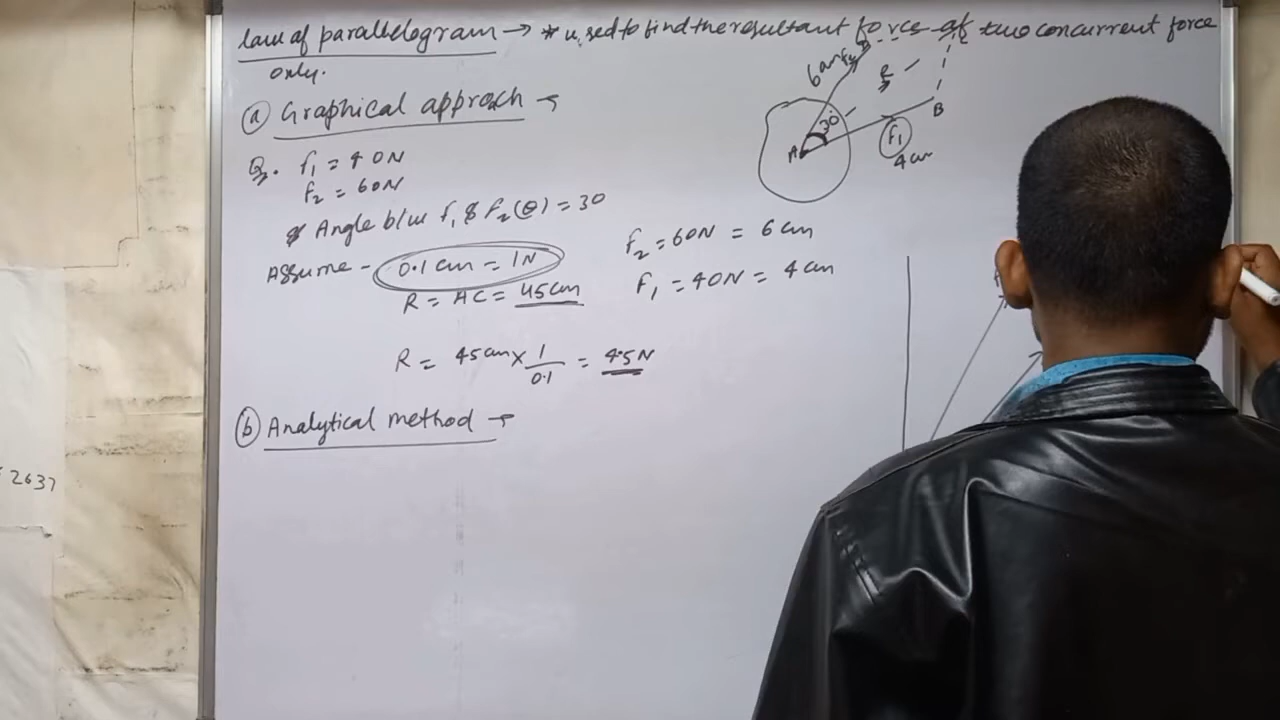 law of parallelogram → * used to find the resultant force of two concurrent force
only.
ⓐ Graphical approach →
Q. F₁ = 40N
F₂ = 60N
& Angle b/w F₁ & F₂ (θ) = 30
Assume - 0.1 cm = 1N
R = AC = 45cm
R = 45cm × 1/0.1 = 45N
F₂ = 60N = 6 cm
F₁ = 40N = 4 cm
6cm F₂
R
30°
A
B
F₁
4cm
ⓑ Analytical method →
2637